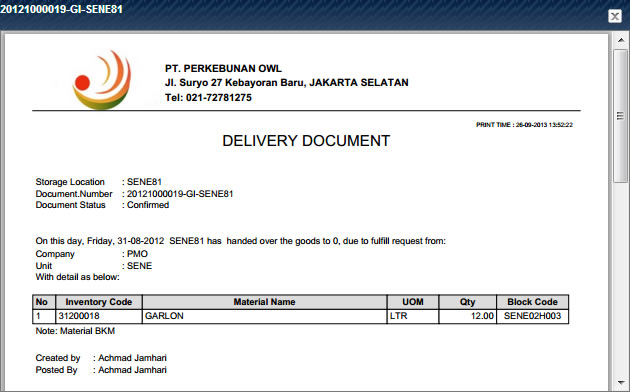 20121000019-GI-SENE81
PT. PERKEBUNAN OWL
Jl. Suryo 27 Kebayoran Baru, JAKARTA SELATAN
Tel: 021-72781275
PRINT TIME : 26-09-2013 13:52:22
DELIVERY DOCUMENT
Storage Location : SENE81
Document.Number : 20121000019-GI-SENE81
Document Status : Confirmed
On this day, Friday, 31-08-2012 SENE81 has handed over the goods to 0, due to fulfill request from:
Company : PMO
Unit : SENE
With detail as below:
No Inventory Code Material Name UOM Qty Block Code
1 31200018 GARLON LTR 12.00 SENE02H003
Note: Material BKM
Created by : Achmad Jamhari
Posted By : Achmad Jamhari